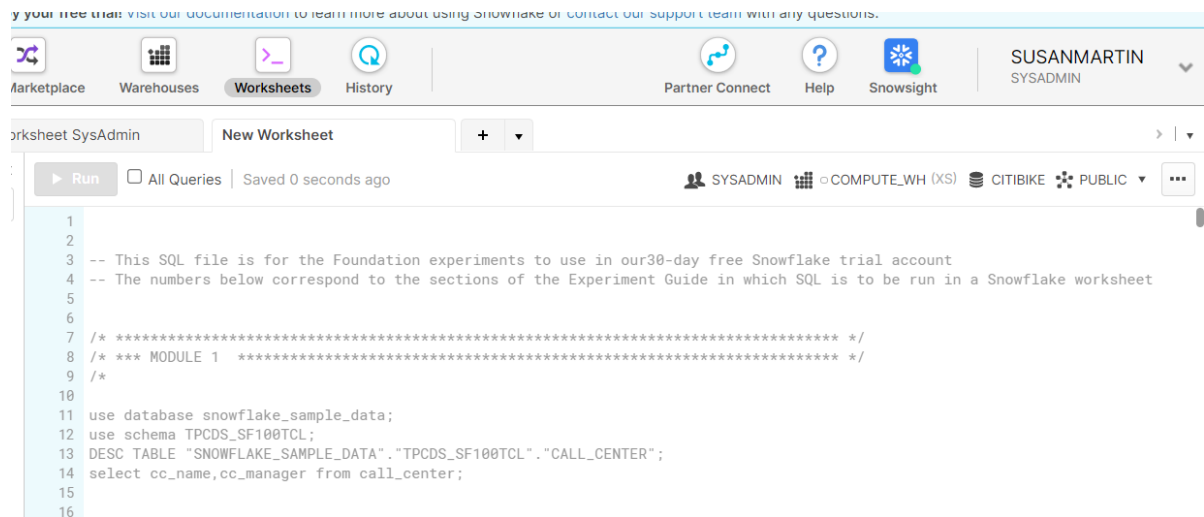 y your free trial! Visit our documentation to learn more about using Snowflake or contact our support team with any questions.
Marketplace Warehouses Worksheets History Partner Connect Help Snowsight SUSANMARTIN
SYSADMIN
orksheet SysAdmin New Worksheet + 
Run All Queries Saved 0 seconds ago SYSADMIN COMPUTE_WH (XS) CITIBIKE PUBLIC ...
1
2
3 -- This SQL file is for the Foundation experiments to use in our30-day free Snowflake trial account
4 -- The numbers below correspond to the sections of the Experiment Guide in which SQL is to be run in a Snowflake worksheet
5
6
7 /* ******************************************************************************** */
8 /* *** MODULE 1  ******************************************************************* */
9 /*
10
11 use database snowflake_sample_data;
12 use schema TPCDS_SF100TCL;
13 DESC TABLE "SNOWFLAKE_SAMPLE_DATA"."TPCDS_SF100TCL"."CALL_CENTER";
14 select cc_name,cc_manager from call_center;
15
16